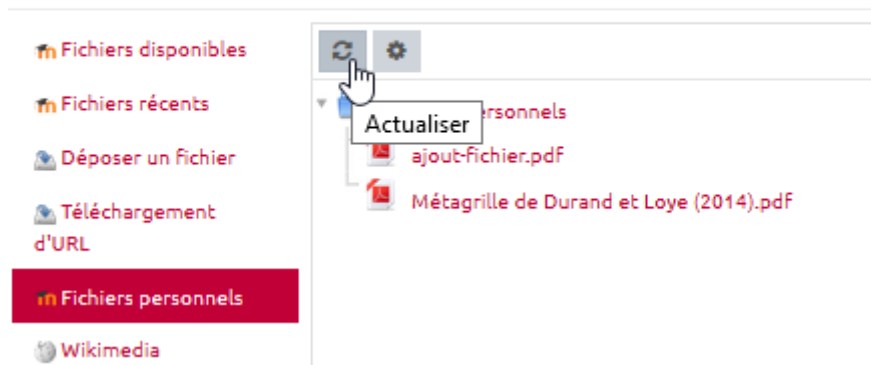 Fichiers disponibles
Fichiers récents
Déposer un fichier
Téléchargement
d'URL
Fichiers personnels
Wikimedia
Actualiser
ersonnels
ajout-fichier.pdf
Métagrille de Durand et Loye (2014).pdf